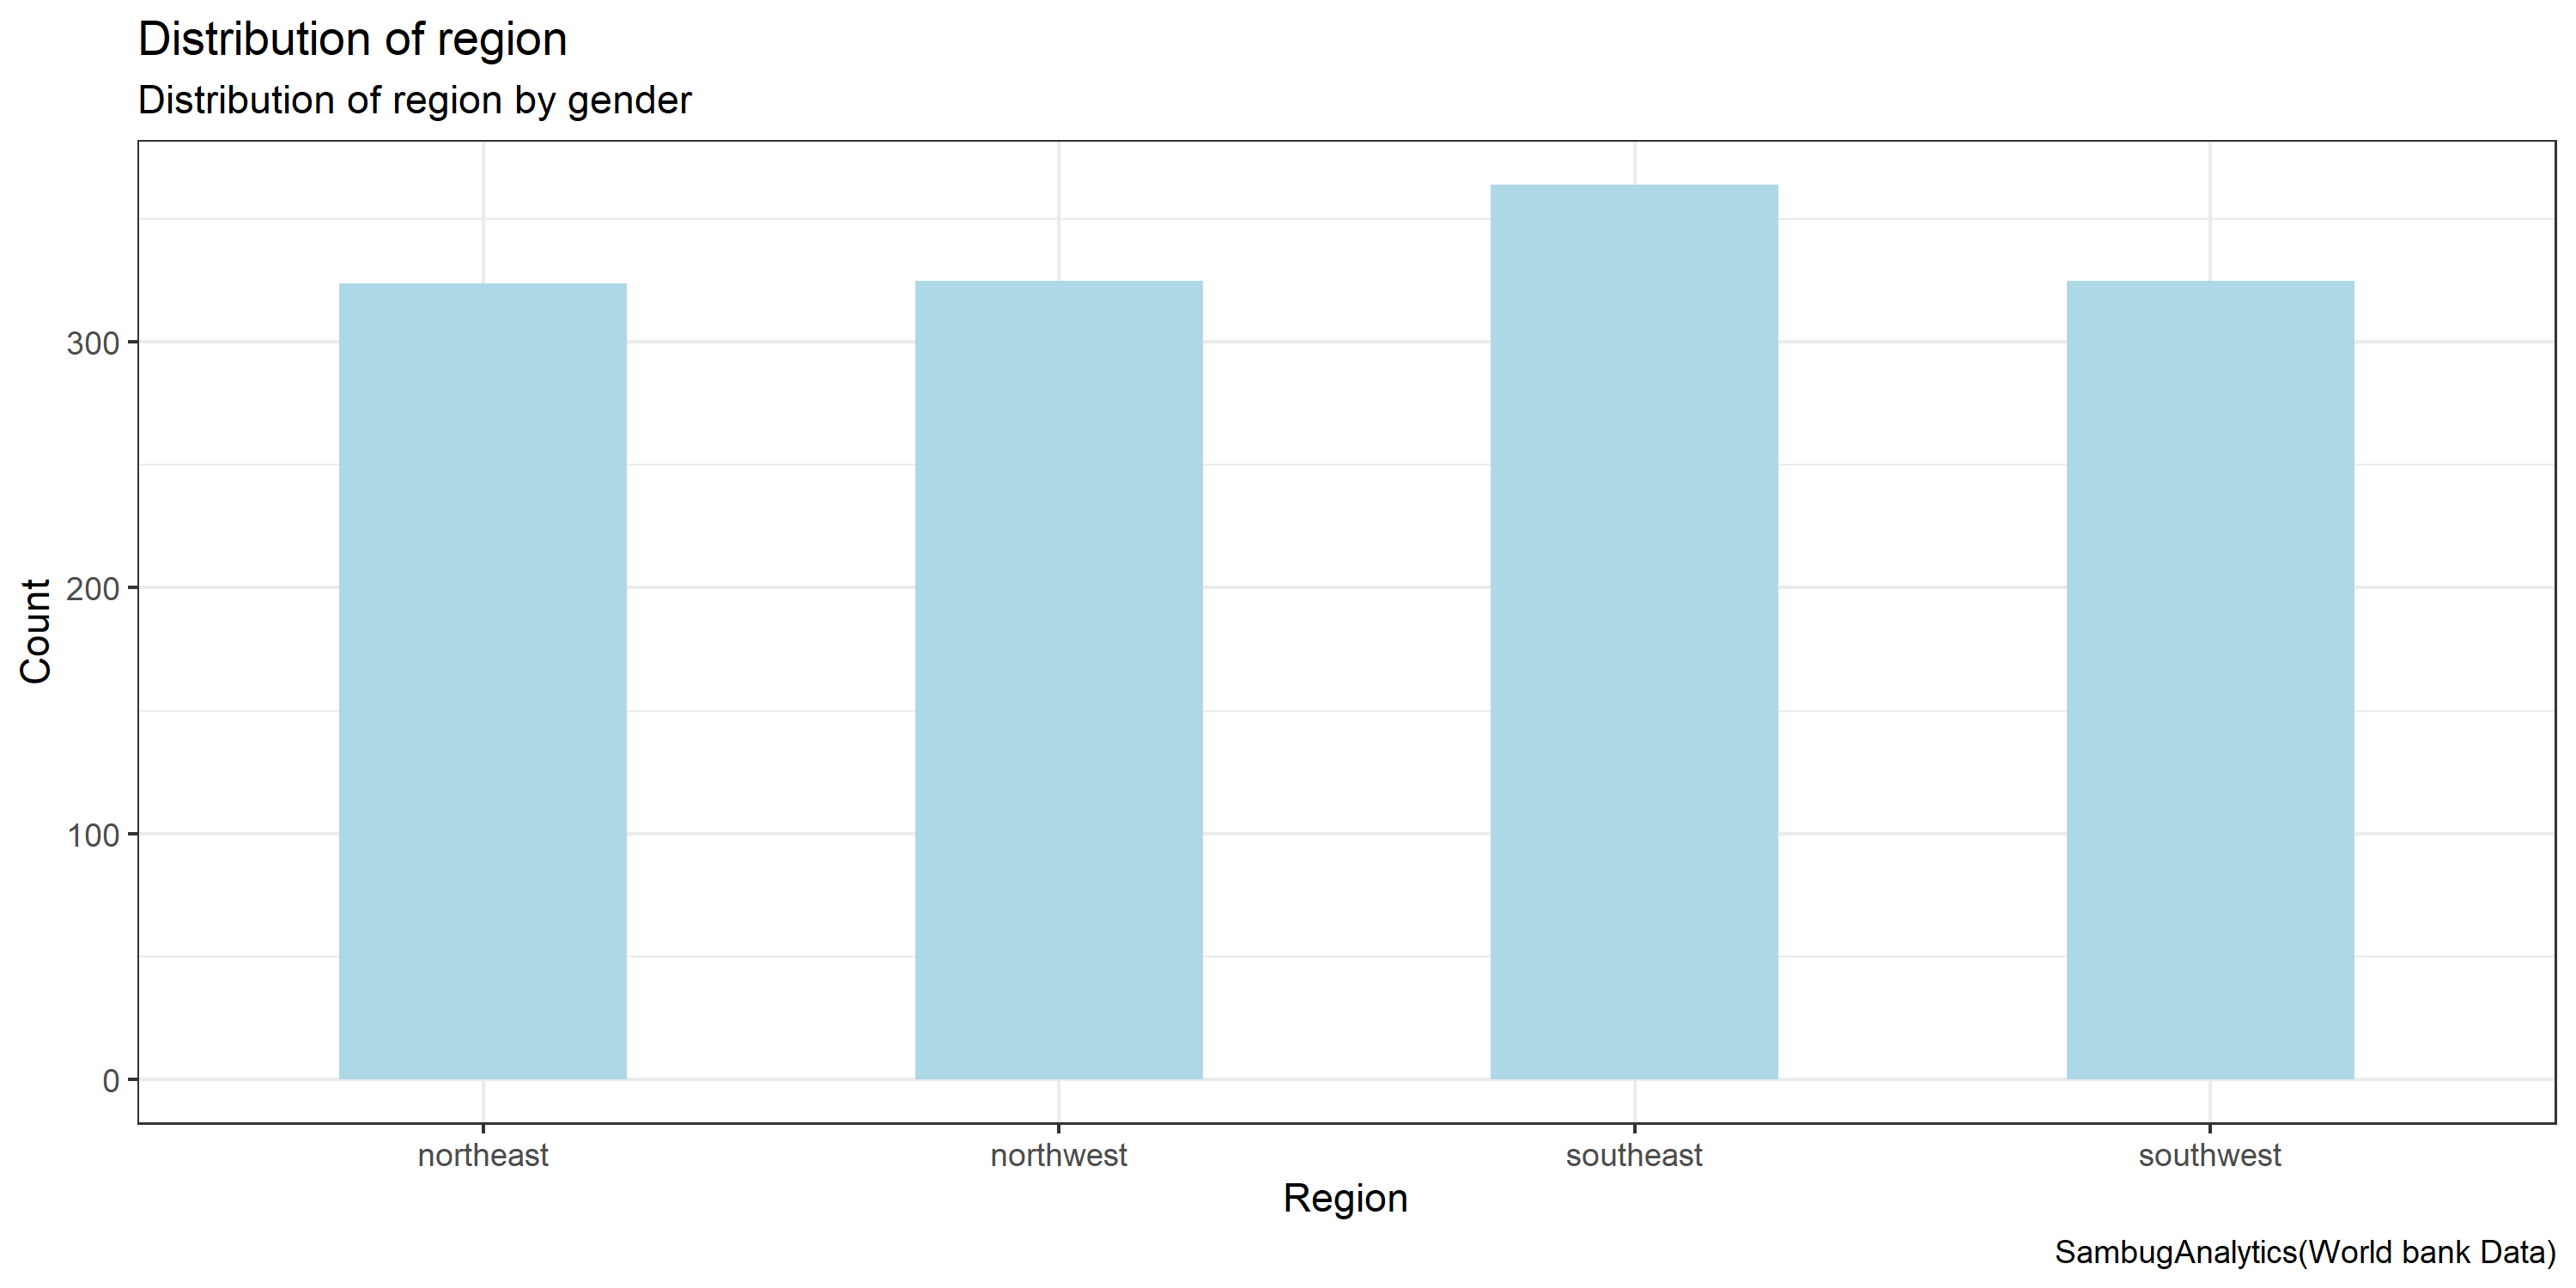 Distribution of region
Distribution of region by gender
Count
300
200
100
0
northeast northwest southeast southwest
Region
SambugAnalytics(World bank Data)